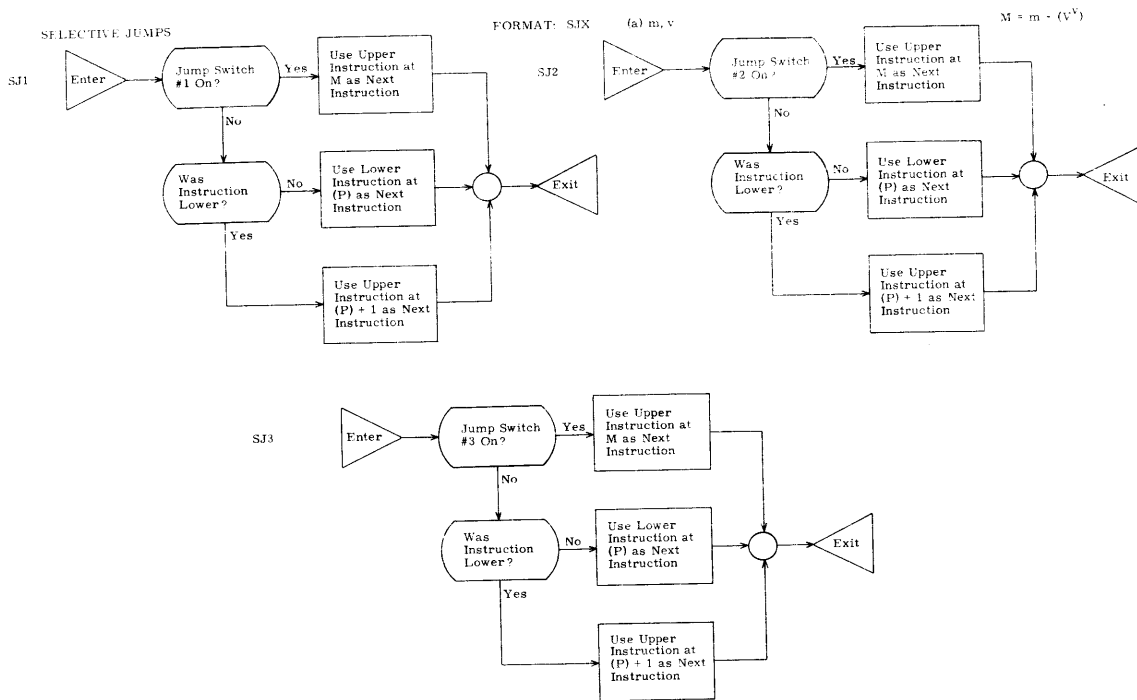 SELECTIVE JUMPS
FORMAT: SJX (a) m, v
M = m - (V^v)
SJ1
Enter
Jump Switch
#1 On?
Yes
Use Upper
Instruction at
M as Next
Instruction
No
Was
Instruction
Lower?
No
Use Lower
Instruction at
(P) as Next
Instruction
Exit
Yes
Use Upper
Instruction at
(P) + 1 as Next
Instruction
SJ2
Enter
Jump Switch
#2 On?
Yes
Use Upper
Instruction at
M as Next
Instruction
No
Was
Instruction
Lower?
No
Use Lower
Instruction at
(P) as Next
Instruction
Exit
Yes
Use Upper
Instruction at
(P) + 1 as Next
Instruction
SJ3
Enter
Jump Switch
#3 On?
Yes
Use Upper
Instruction at
M as Next
Instruction
No
Was
Instruction
Lower?
No
Use Lower
Instruction at
(P) as Next
Instruction
Exit
Yes
Use Upper
Instruction at
(P) + 1 as Next
Instruction